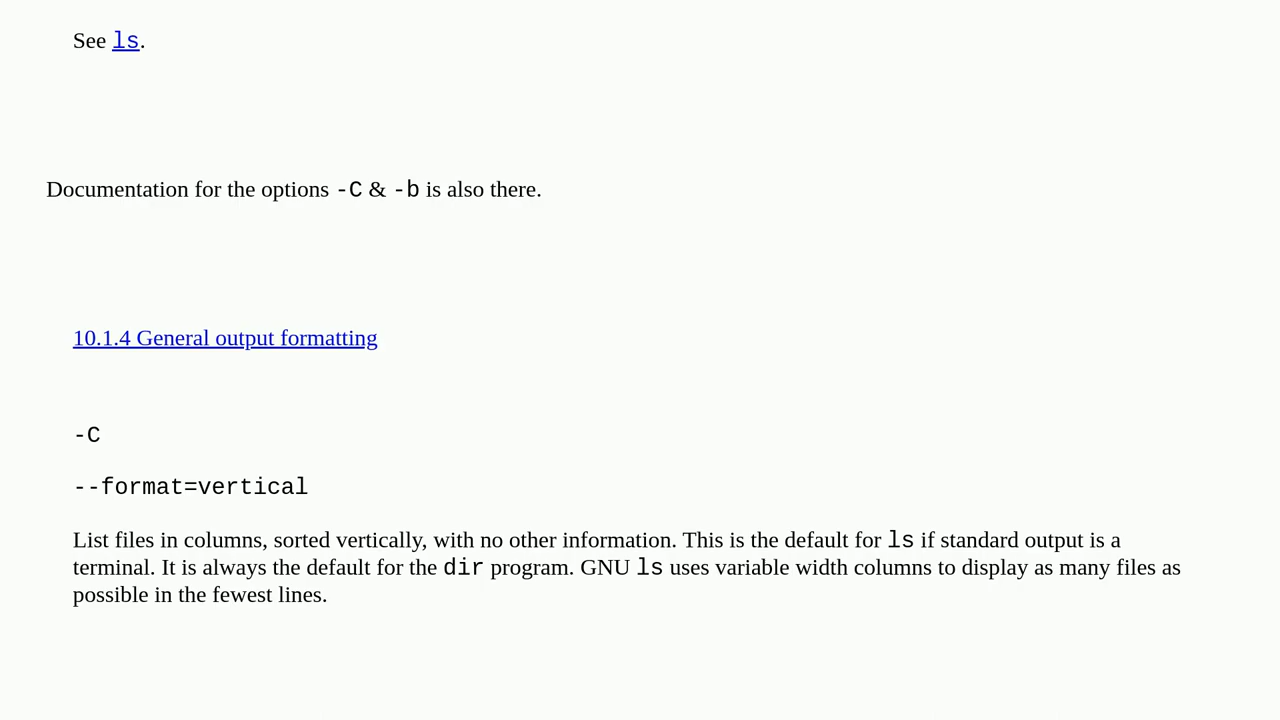 See ls.
Documentation for the options -C & -b is also there.
10.1.4 General output formatting
-C
--format=vertical
List files in columns, sorted vertically, with no other information. This is the default for ls if standard output is a
terminal. It is always the default for the dir program. GNU ls uses variable width columns to display as many files as
possible in the fewest lines.